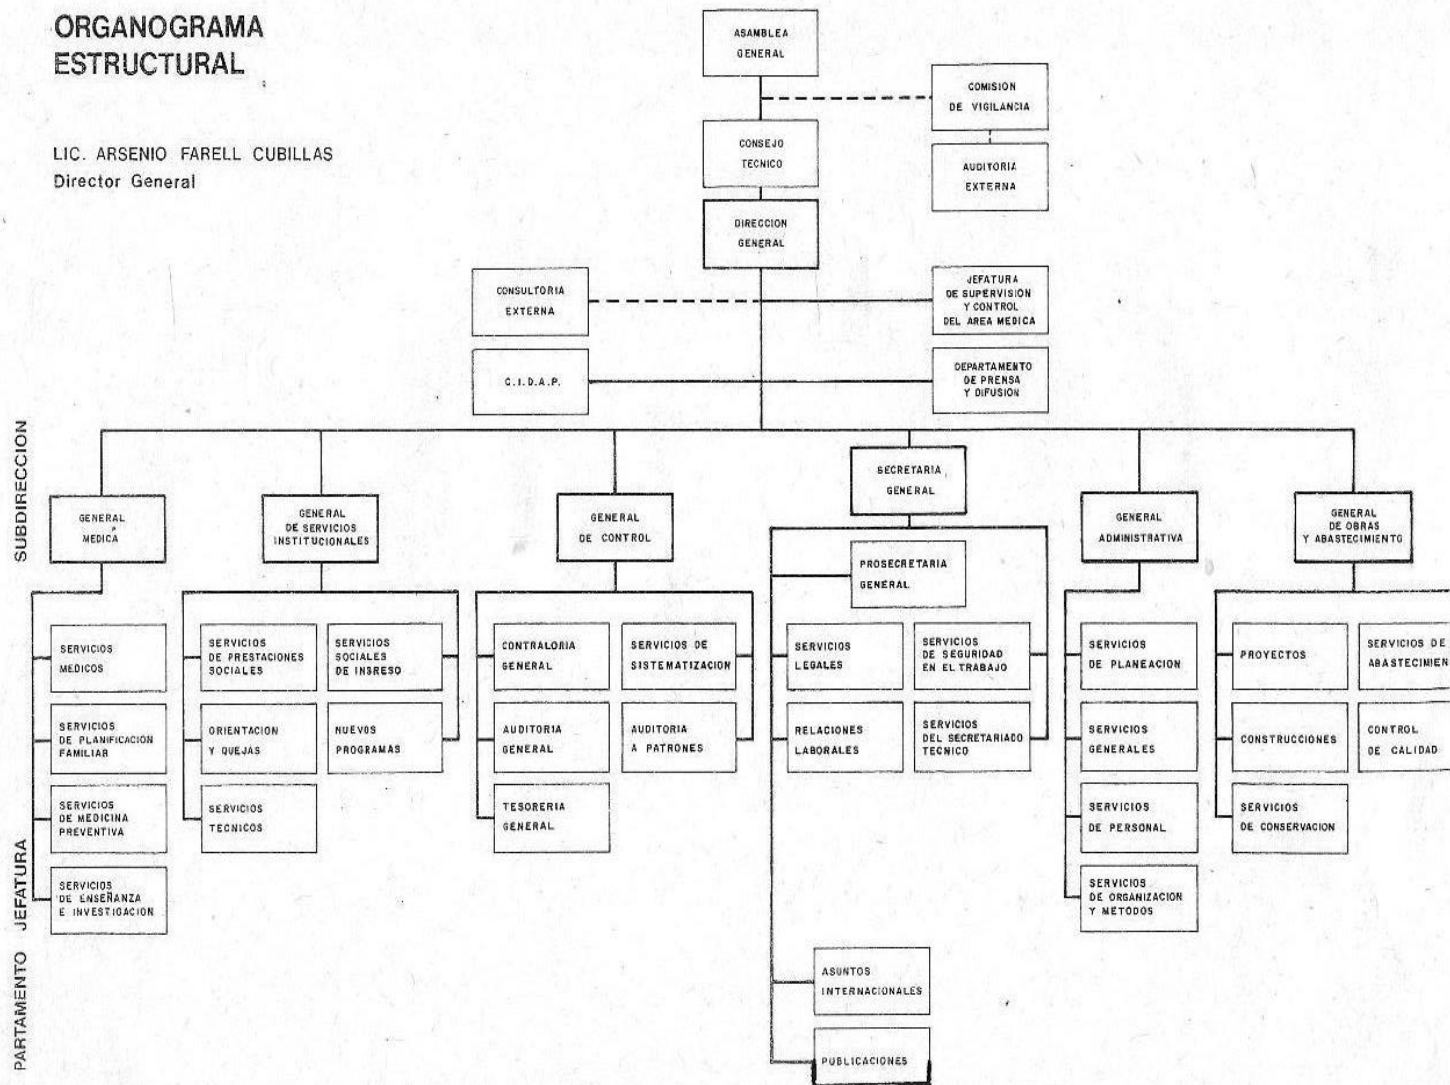 ORGANOGRAMA
ESTRUCTURAL
LIC. ARSENIO FARELL CUBILLAS
Director General
ASAMBLEA
GENERAL
COMISION
DE VIGILANCIA
CONSEJO
TECNICO
AUDITORIA
EXTERNA
DIRECCION
GENERAL
CONSULTORIA
EXTERNA
JEFATURA
DE SUPERVISIÓN
Y CONTROL
DEL AREA MEDICA
C.I.D.A.P.
DEPARTAMENTO
DE PRENSA
Y DIFUSION
SUBDIRECCION
GENERAL
MEDICA
GENERAL
DE SERVICIOS
INSTITUCIONALES
GENERAL
DE CONTROL
SECRETARIA
GENERAL
GENERAL
ADMINISTRATIVA
GENERAL
DE OBRAS
Y ABASTECIMIENTO
PROSECRETARIA
GENERAL
JEFATURA
SERVICIOS
MEDICOS
SERVICIOS
DE PRESTACIONES
SOCIALES
SERVICIOS
SOCIALES
DE INGRESO
CONTRALORIA
GENERAL
SERVICIOS DE
SISTEMATIZACION
SERVICIOS
LEGALES
SERVICIOS
DE SEGURIDAD
EN EL TRABAJO
SERVICIOS
DE PLANEACION
PROYECTOS
SERVICIOS DE
ABASTECIMIEN
SERVICIOS
DE PLANIFICACION
FAMILIAR
ORIENTACION
Y QUEJAS
NUEVOS
PROGRAMAS
AUDITORIA
GENERAL
AUDITORIA
A PATRONES
RELACIONES
LABORALES
SERVICIOS
DEL SECRETARIADO
TECNICO
SERVICIOS
GENERALES
CONSTRUCCIONES
CONTROL
DE CALIDAD
SERVICIOS
DE MEDICINA
PREVENTIVA
SERVICIOS
TECNICOS
TESORERIA
GENERAL
SERVICIOS
DE PERSONAL
SERVICIOS
DE CONSERVACION
SERVICIOS
DE ENSEÑANZA
E INVESTIGACION
SERVICIOS
DE ORGANIZACION
Y METODOS
PARTAMENTO
ASUNTOS
INTERNACIONALES
PUBLICACIONES